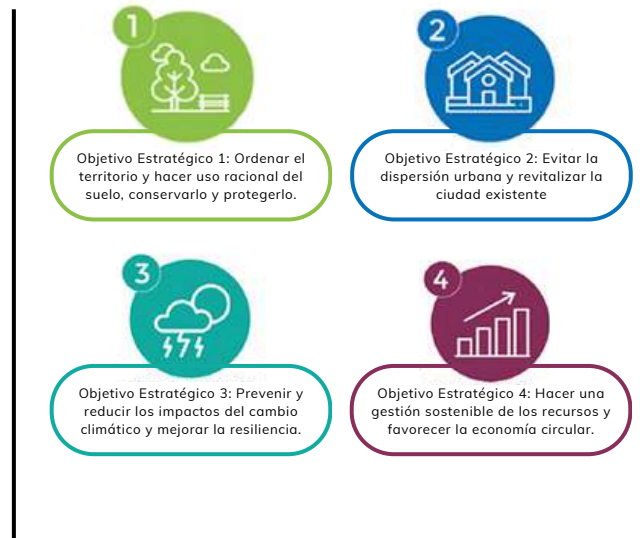 1
Objetivo Estratégico 1: Ordenar el
territorio y hacer uso racional del
suelo, conservarlo y protegerlo.
2
Objetivo Estratégico 2: Evitar la
dispersión urbana y revitalizar la
ciudad existente
3
Objetivo Estratégico 3: Prevenir y
reducir los impactos del cambio
climático y mejorar la resiliencia.
4
Objetivo Estratégico 4: Hacer una
gestión sostenible de los recursos y
favorecer la economía circular.